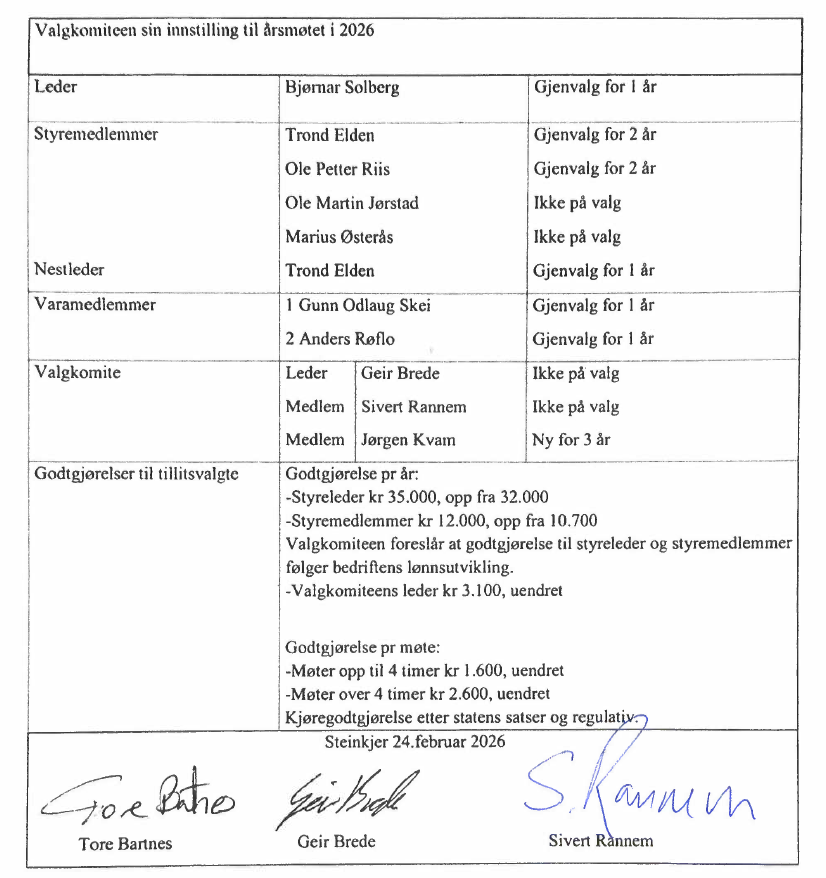 Valgkomiteen sin innstilling til årsmøtet i 2026
Leder Bjørnar Solberg Gjenvalg for 1 år
Styremedlemmer Trond Elden Gjenvalg for 2 år
Ole Petter Riis Gjenvalg for 2 år
Ole Martin Jørstad Ikke på valg
Marius Østerås Ikke på valg
Nestleder Trond Elden Gjenvalg for 1 år
Varamedlemmer 1 Gunn Odlaug Skei Gjenvalg for 1 år
2 Anders Røflo Gjenvalg for 1 år
Valgkomite Leder Geir Brede Ikke på valg
Medlem Sivert Rannem Ikke på valg
Medlem Jørgen Kvam Ny for 3 år
Godtgjørelser til tillitsvalgte Godtgjørelse pr år:
-Styreleder kr 35.000, opp fra 32.000
-Styremedlemmer kr 12.000, opp fra 10.700
Valgkomiteen foreslår at godtgjørelse til styreleder og styremedlemmer
følger bedriftens lønnsutvikling.
-Valgkomiteens leder kr 3.100, uendret
Godtgjørelse pr møte:
-Møter opp til 4 timer kr 1.600, uendret
-Møter over 4 timer kr 2.600, uendret
Kjøregodtgjørelse etter statens satser og regulativ.
Steinkjer 24.februar 2026
Tore Bartnes Geir Brede S. Rannem
Tore Bartnes Geir Brede Sivert Rannem